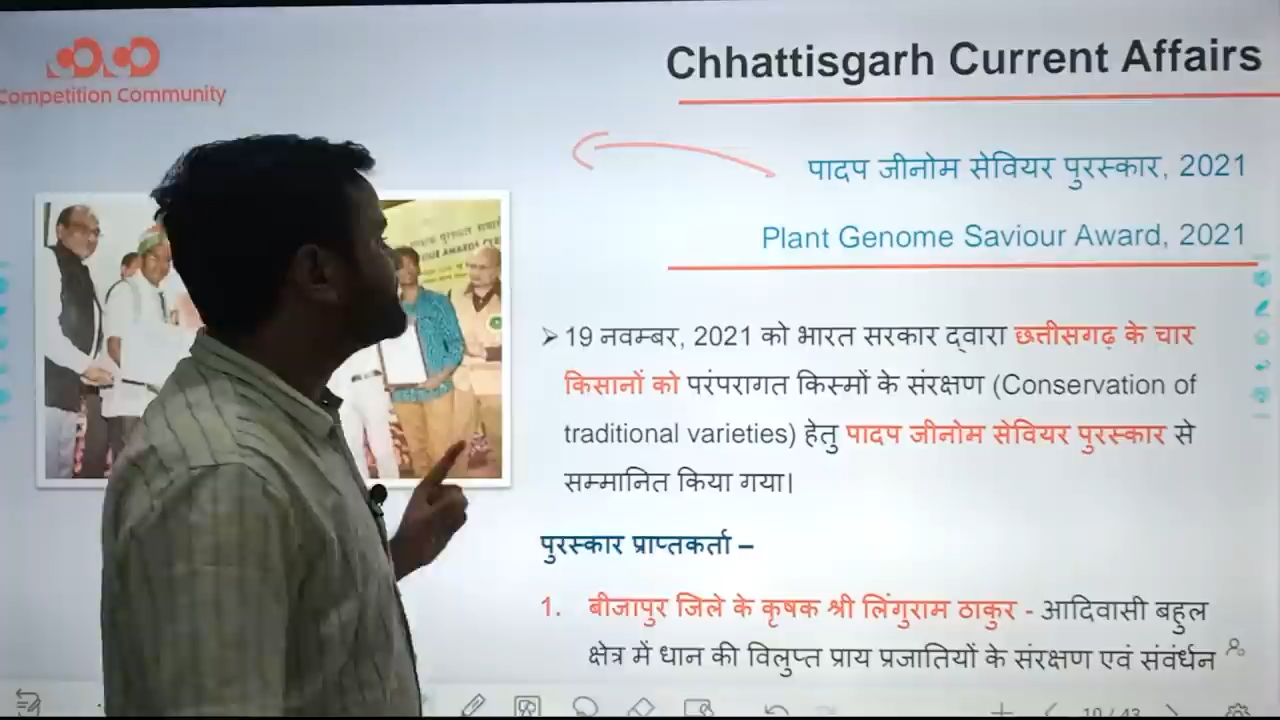 Competition Community
Chhattisgarh Current Affairs
पादप जीनोम सेवियर पुरस्कार, 2021
Plant Genome Saviour Award, 2021
➢ 19 नवम्बर, 2021 को भारत सरकार द्वारा छत्तीसगढ़ के चार
किसानों को परंपरागत किस्मों के संरक्षण (Conservation of
traditional varieties) हेतु पादप जीनोम सेवियर पुरस्कार से
सम्मानित किया गया।
पुरस्कार प्राप्तकर्ता –
1. बीजापुर जिले के कृषक श्री लिंगुराम ठाकुर - आदिवासी बहुल
क्षेत्र में धान की विलुप्त प्राय प्रजातियों के संरक्षण एवं संवर्धन
10 / 43